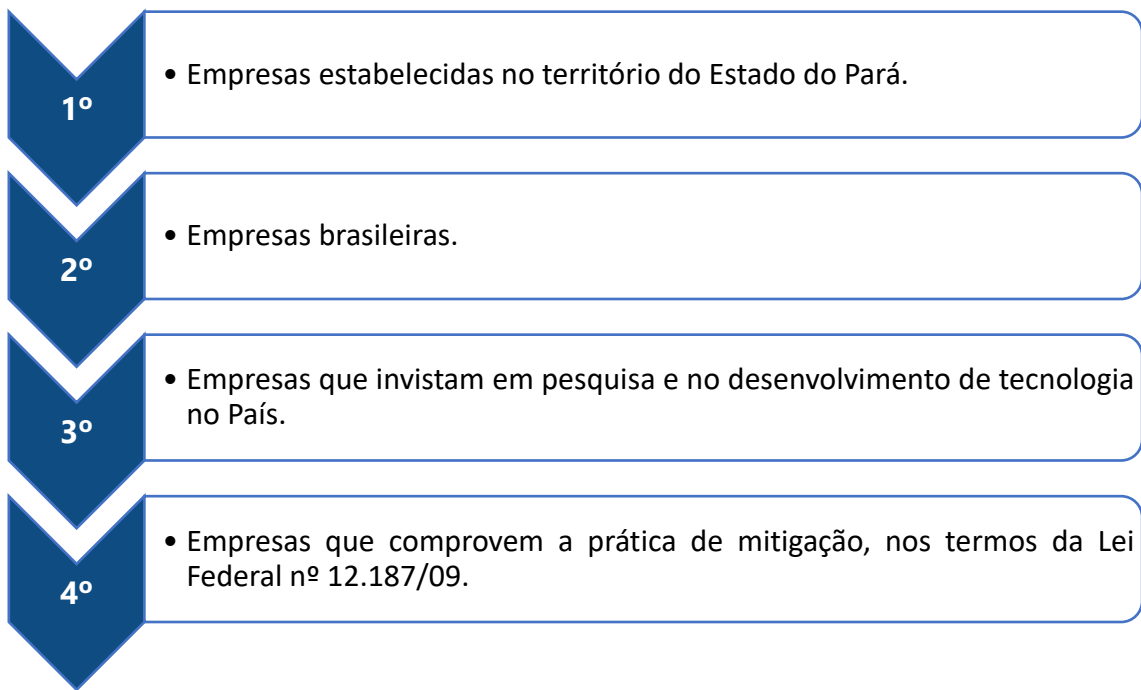 1º
• Empresas estabelecidas no território do Estado do Pará.
2º
• Empresas brasileiras.
3º
• Empresas que invistam em pesquisa e no desenvolvimento de tecnologia
no País.
4º
• Empresas que comprovem a prática de mitigação, nos termos da Lei
Federal nº 12.187/09.